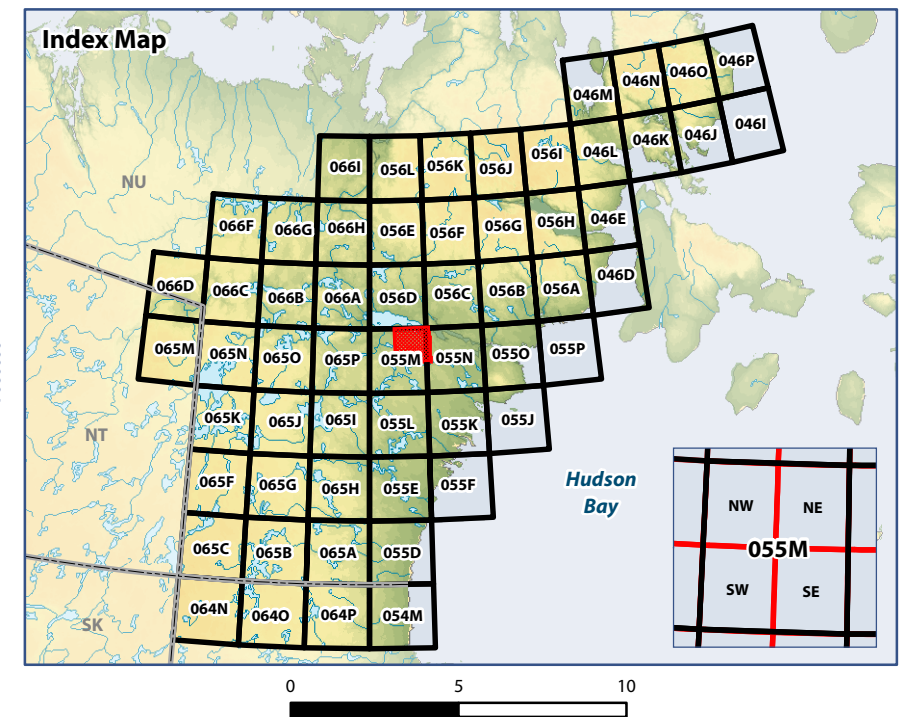 Index Map
046M 046N 046O 046P
066I 056L 056K 056J 056I 046L 046K 046J 046I
NU
066F 066G 066H 056E 056F 056G 056H 046E
066D 066C 066B 066A 056D 056C 056B 056A 046D
065M 065N 065O 065P 055M 055N 055O 055P
NT
065K 065J 065I 055L 055K 055J
065F 065G 065H 055E 055F
Hudson
Bay
065C 065B 065A 055D
SK
064N 064O 064P 054M
NW NE
055M
SW SE
0 5 10